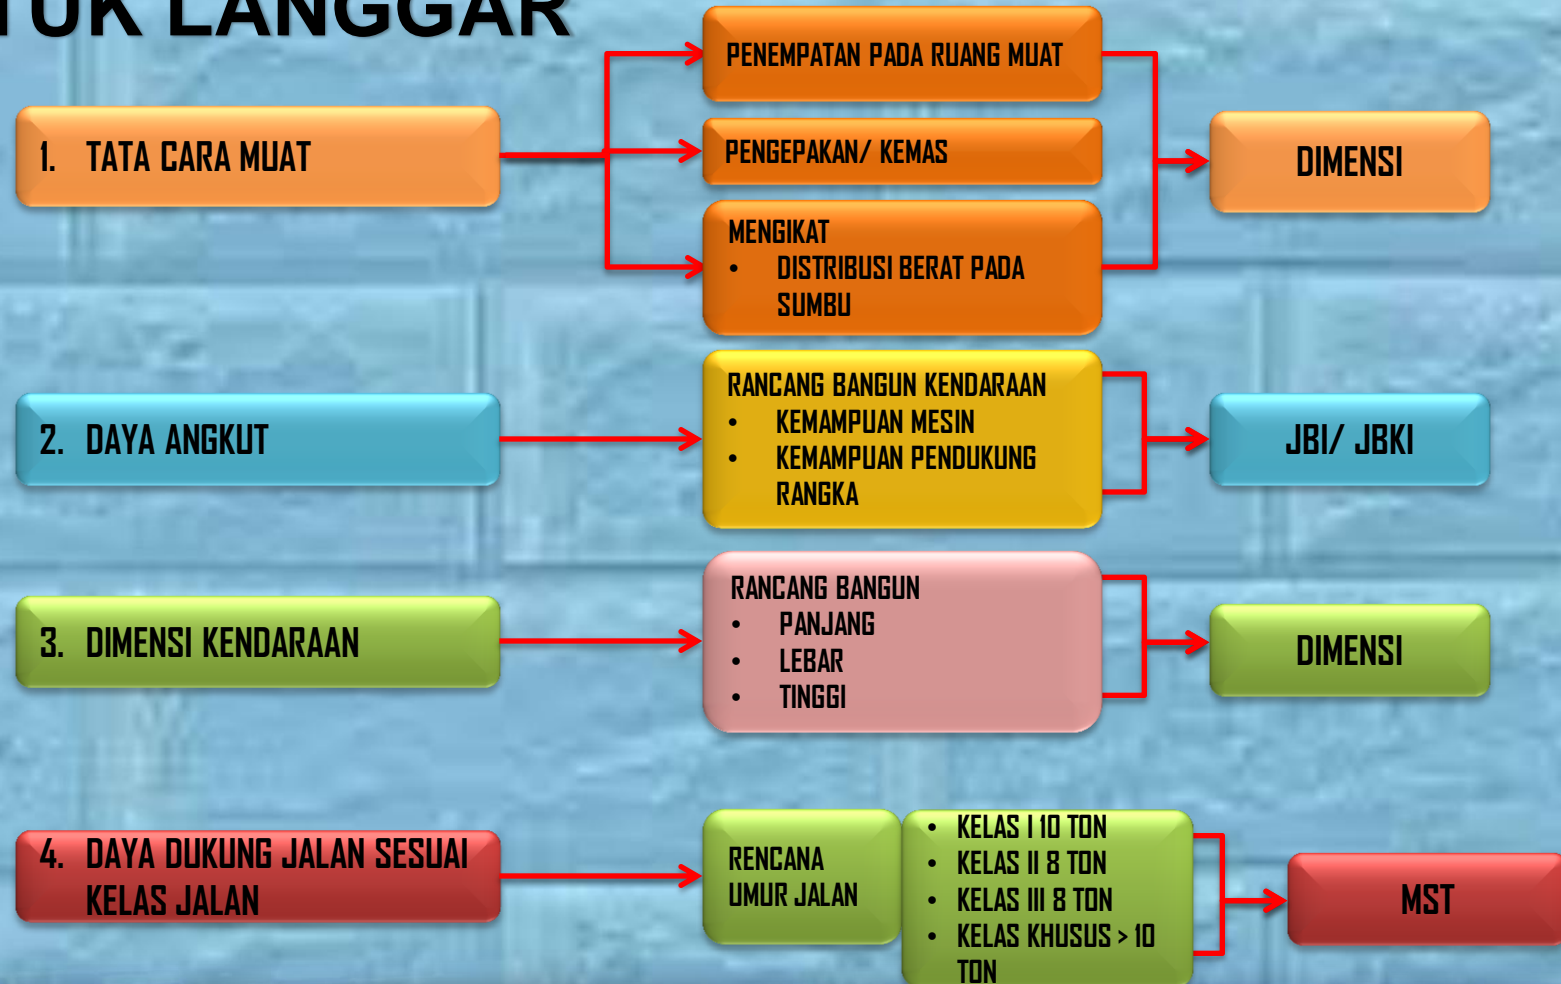 TUK LANGGAR
1. TATA CARA MUAT
PENEMPATAN PADA RUANG MUAT
PENGEPAKAN/ KEMAS
MENGIKAT
• DISTRIBUSI BERAT PADA
SUMBU
DIMENSI
2. DAYA ANGKUT
RANCANG BANGUN KENDARAAN
• KEMAMPUAN MESIN
• KEMAMPUAN PENDUKUNG
RANGKA
JBI/ JBKI
3. DIMENSI KENDARAAN
RANCANG BANGUN
• PANJANG
• LEBAR
• TINGGI
DIMENSI
4. DAYA DUKUNG JALAN SESUAI
KELAS JALAN
RENCANA
UMUR JALAN
• KELAS I 10 TON
• KELAS II 8 TON
• KELAS III 8 TON
• KELAS KHUSUS > 10
TON
MST